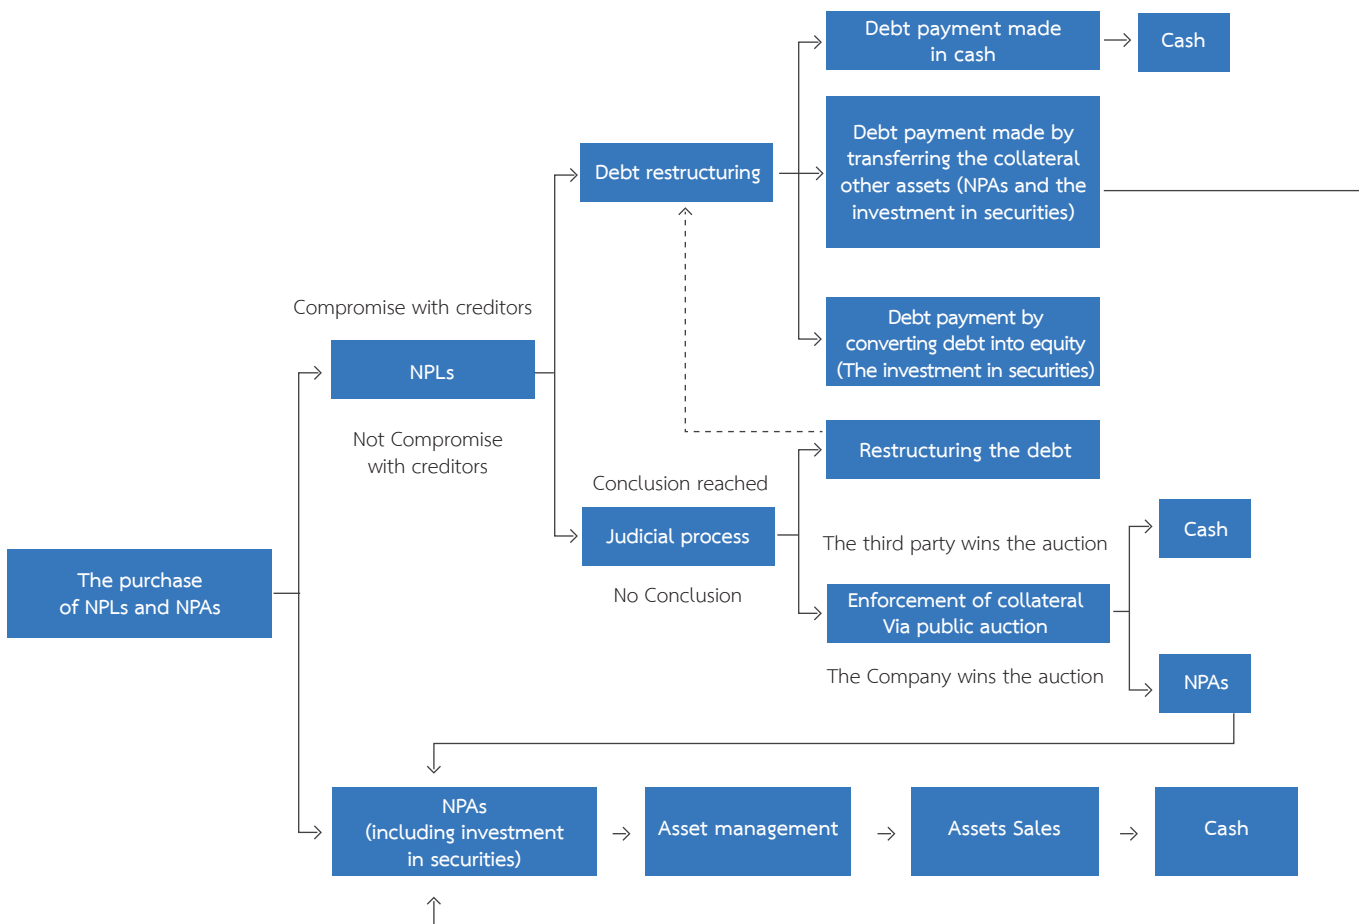 Debt payment made
in cash
Cash
Debt payment made by
transferring the collateral
other assets (NPAs and the
investment in securities)
Debt restructuring
Compromise with creditors
Debt payment by
converting debt into equity
(The investment in securities)
NPLs
Not Compromise
with creditors
Restructuring the debt
Conclusion reached
Judicial process
The third party wins the auction
Cash
The purchase
of NPLs and NPAs
No Conclusion
Enforcement of collateral
Via public auction
The Company wins the auction
NPAs
NPAs
(including investment
in securities)
Asset management
Assets Sales
Cash